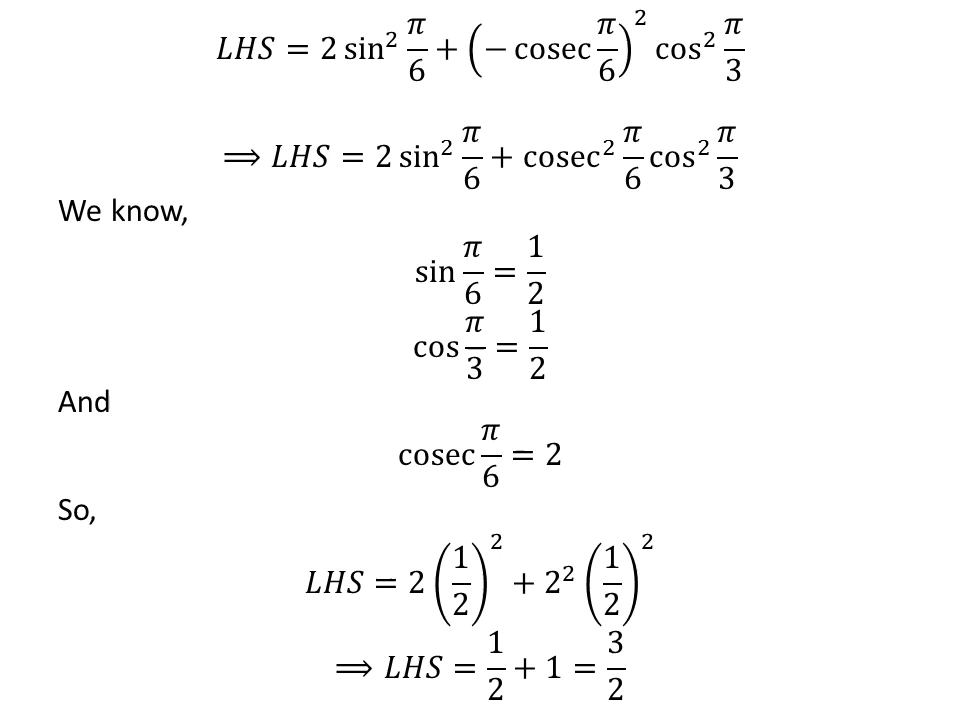 LHS = 2 sin² π/6 + (− cosec π/6)² cos² π/3
⟹ LHS = 2 sin² π/6 + cosec² π/6 cos² π/3
We know,
sin π/6 = 1/2
cos π/3 = 1/2
And
cosec π/6 = 2
So,
LHS = 2 (1/2)² + 2² (1/2)²
⟹ LHS = 1/2 + 1 = 3/2